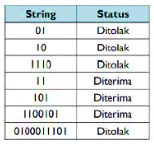 String Status
01 Ditolak
10 Ditolak
1110 Ditolak
11 Diterima
101 Diterima
1100101 Diterima
0100011101 Ditolak